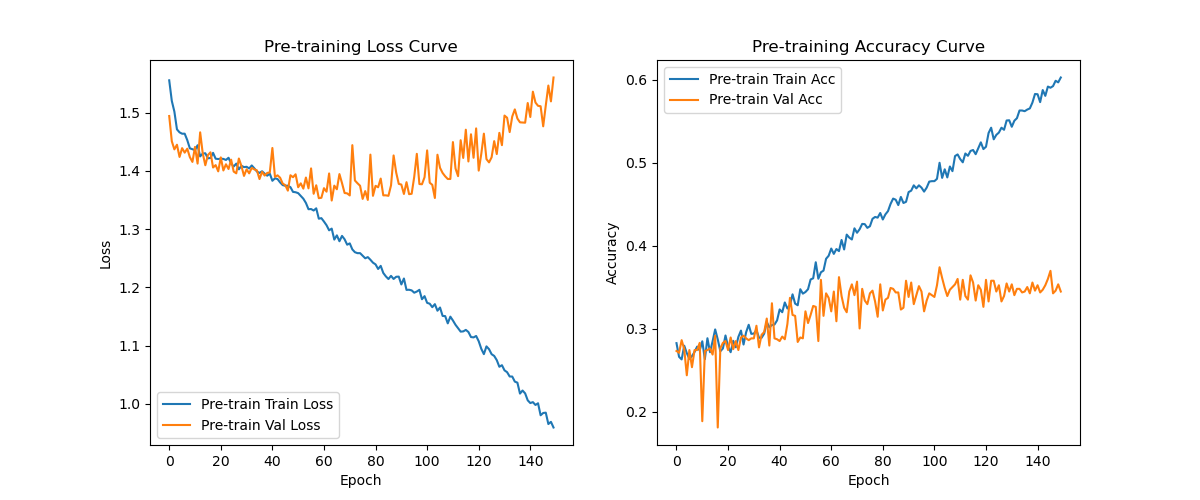 Pre-training Loss Curve
1.5
1.4
1.3
1.2
1.1
1.0
Loss
Pre-train Train Loss
Pre-train Val Loss
0 20 40 60 80 100 120 140
Epoch
Pre-training Accuracy Curve
Pre-train Train Acc
Pre-train Val Acc
0.6
0.5
0.4
0.3
0.2
Accuracy
0 20 40 60 80 100 120 140
Epoch